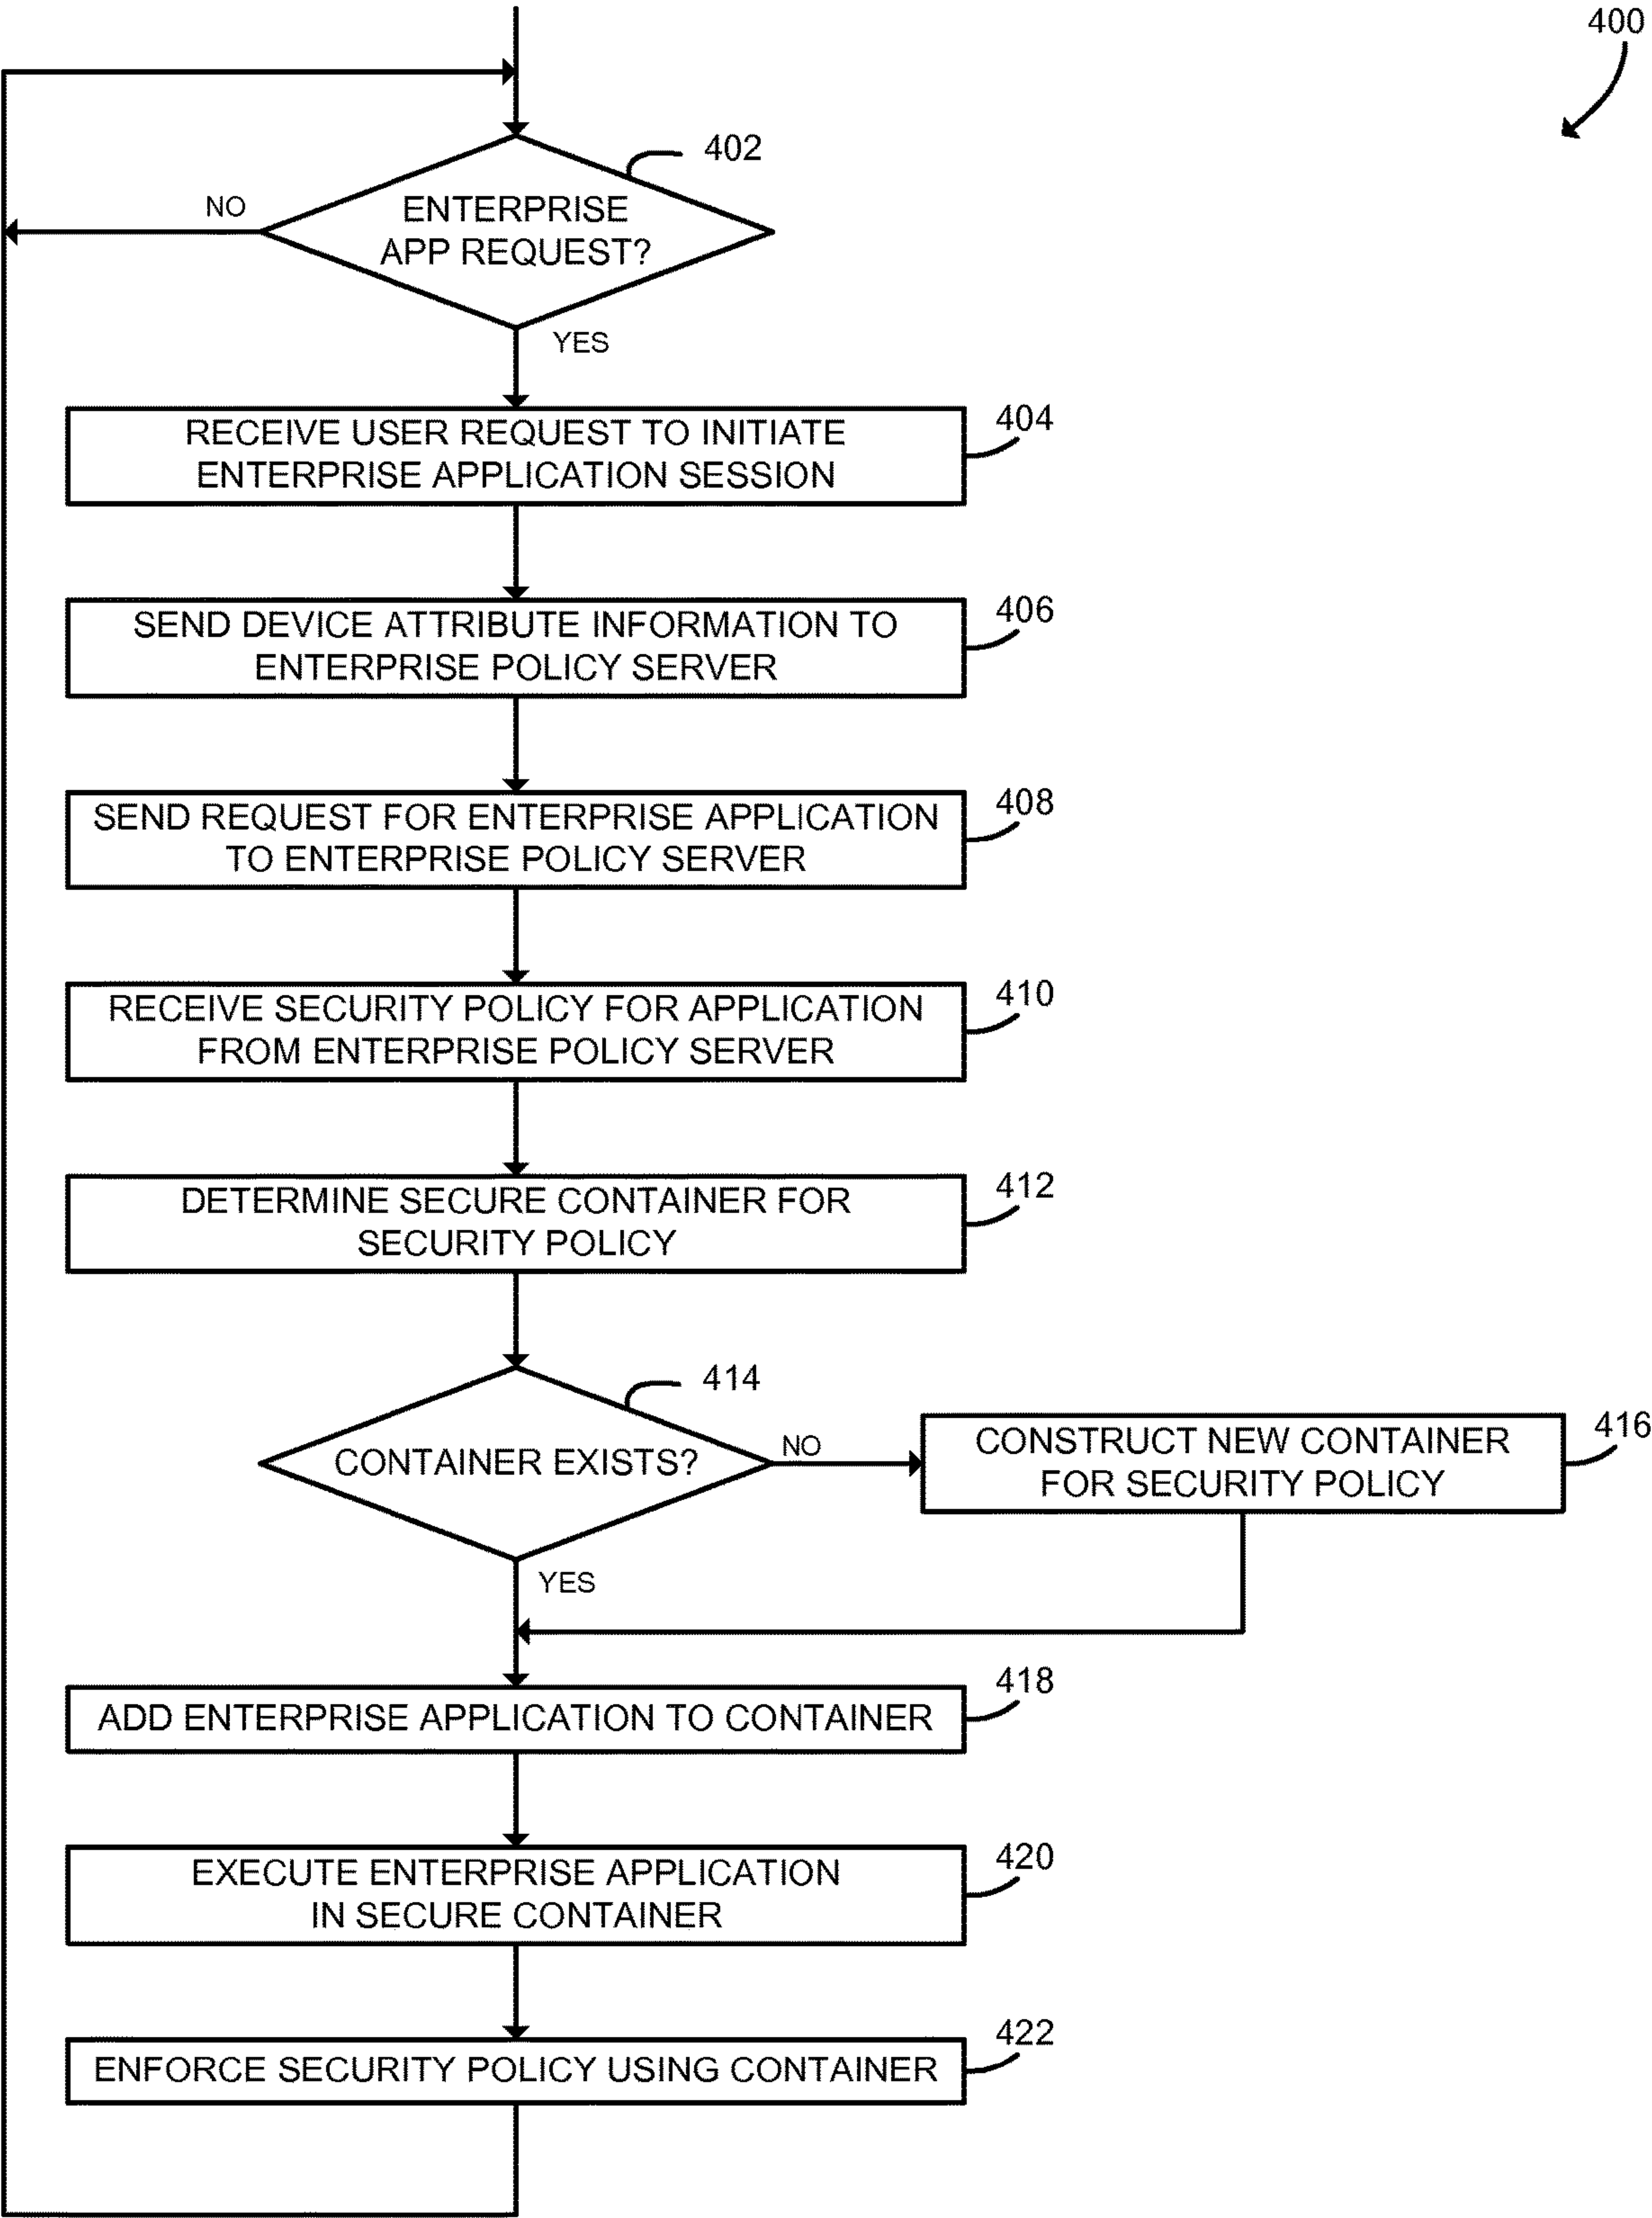 400
402
NO
ENTERPRISE
APP REQUEST?
YES
404
RECEIVE USER REQUEST TO INITIATE
ENTERPRISE APPLICATION SESSION
406
SEND DEVICE ATTRIBUTE INFORMATION TO
ENTERPRISE POLICY SERVER
408
SEND REQUEST FOR ENTERPRISE APPLICATION
TO ENTERPRISE POLICY SERVER
410
RECEIVE SECURITY POLICY FOR APPLICATION
FROM ENTERPRISE POLICY SERVER
412
DETERMINE SECURE CONTAINER FOR
SECURITY POLICY
414
CONTAINER EXISTS?
NO
416
CONSTRUCT NEW CONTAINER
FOR SECURITY POLICY
YES
418
ADD ENTERPRISE APPLICATION TO CONTAINER
420
EXECUTE ENTERPRISE APPLICATION
IN SECURE CONTAINER
422
ENFORCE SECURITY POLICY USING CONTAINER